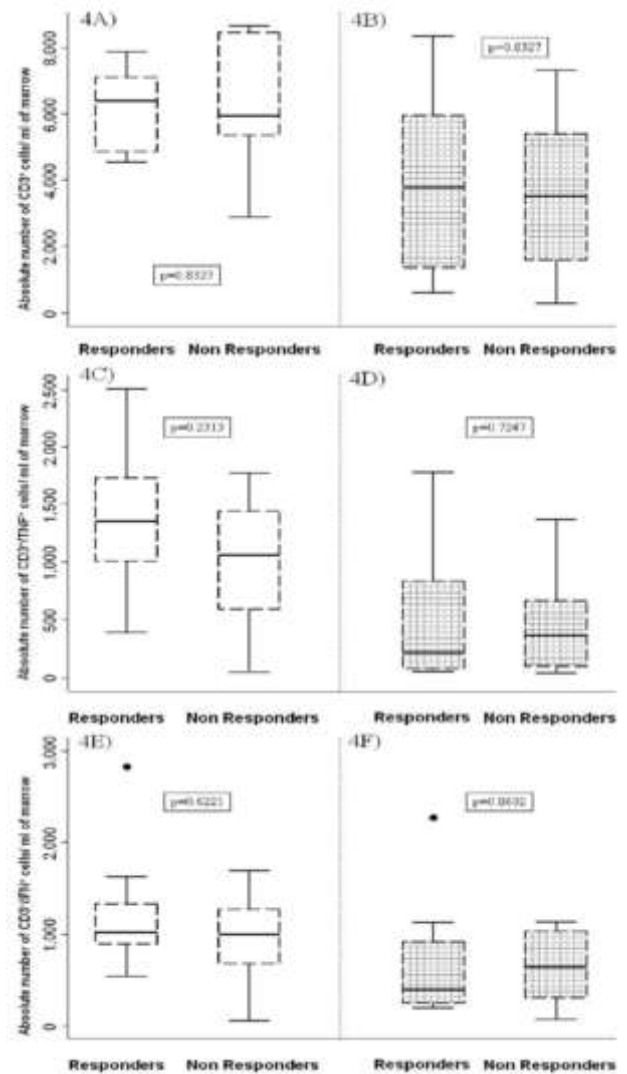 4A)
4B)
Absolute number of CD3⁺ cells/ ml of marrow
8,000
6,000
4,000
2,000
0
p=0.8327
p=0.8327
Responders Non Responders
Responders Non Responders
4C)
4D)
Absolute number of CD3⁺/TNF⁺ cells/ ml of marrow
2,500
2,000
1,500
1,000
500
0
p=0.2313
p=0.7247
Responders Non Responders
Responders Non Responders
4E)
4F)
Absolute number of CD3⁺/IFN⁺ cells/ ml of marrow
3,000
2,000
1,000
0
p=0.6221
Responders Non Responders
Responders Non Responders